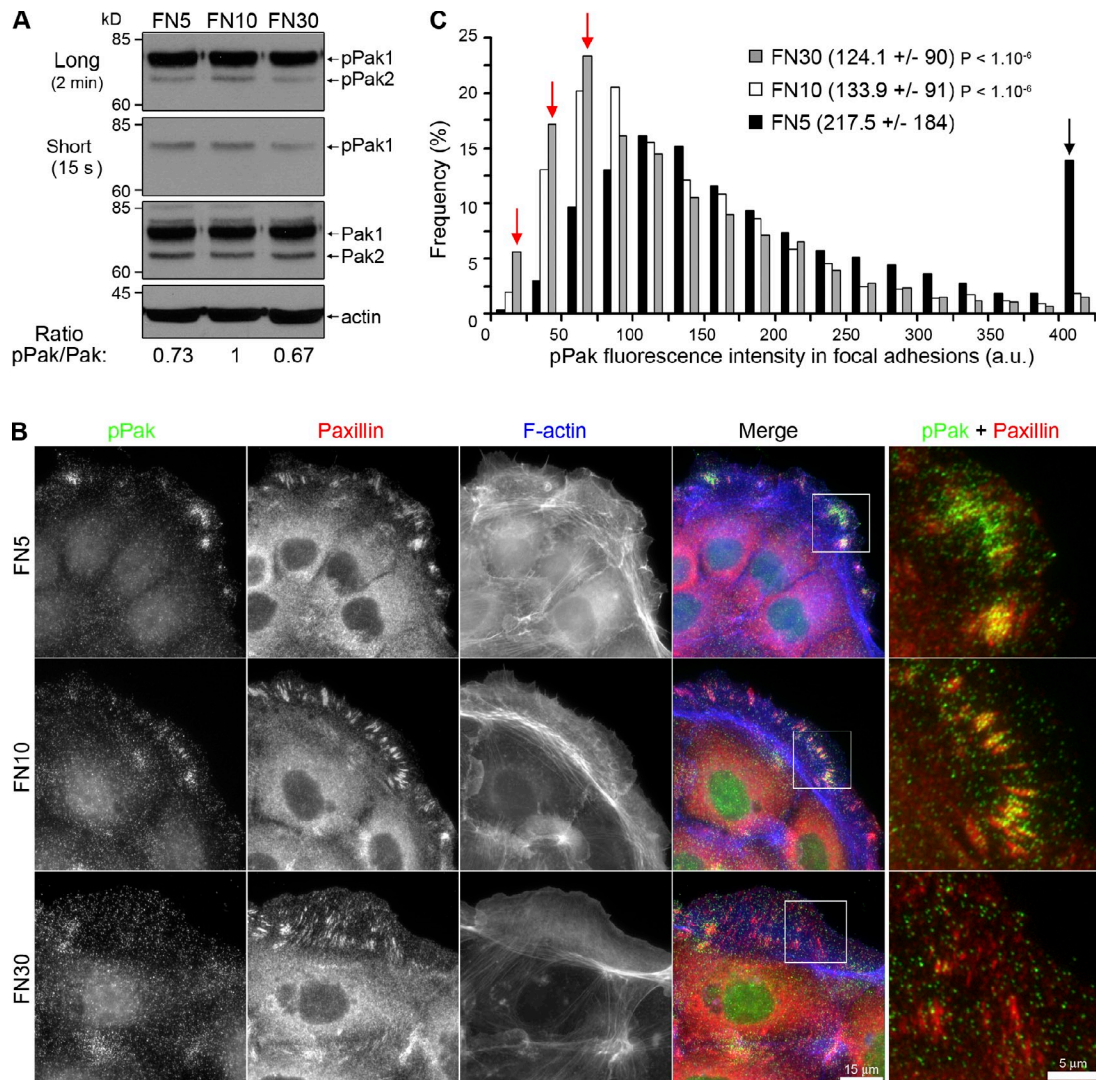 A
kD
FN5 FN10 FN30
85
Long
(2 min)
pPak1
pPak2
60
85
Short
(15 s)
pPak1
60
85
Pak1
Pak2
60
45
actin
Ratio
pPak/Pak: 0.73 1 0.67
C
25
20
15
10
5
0
Frequency (%)
FN30 (124.1 +/- 90) P < 1.10-6
FN10 (133.9 +/- 91) P < 1.10-6
FN5 (217.5 +/- 184)
0 50 100 150 200 250 300 350 400
pPak fluorescence intensity in focal adhesions (a.u.)
B
pPak Paxillin F-actin Merge pPak + Paxillin
FN5
FN10
FN30
15 µm
5 µm